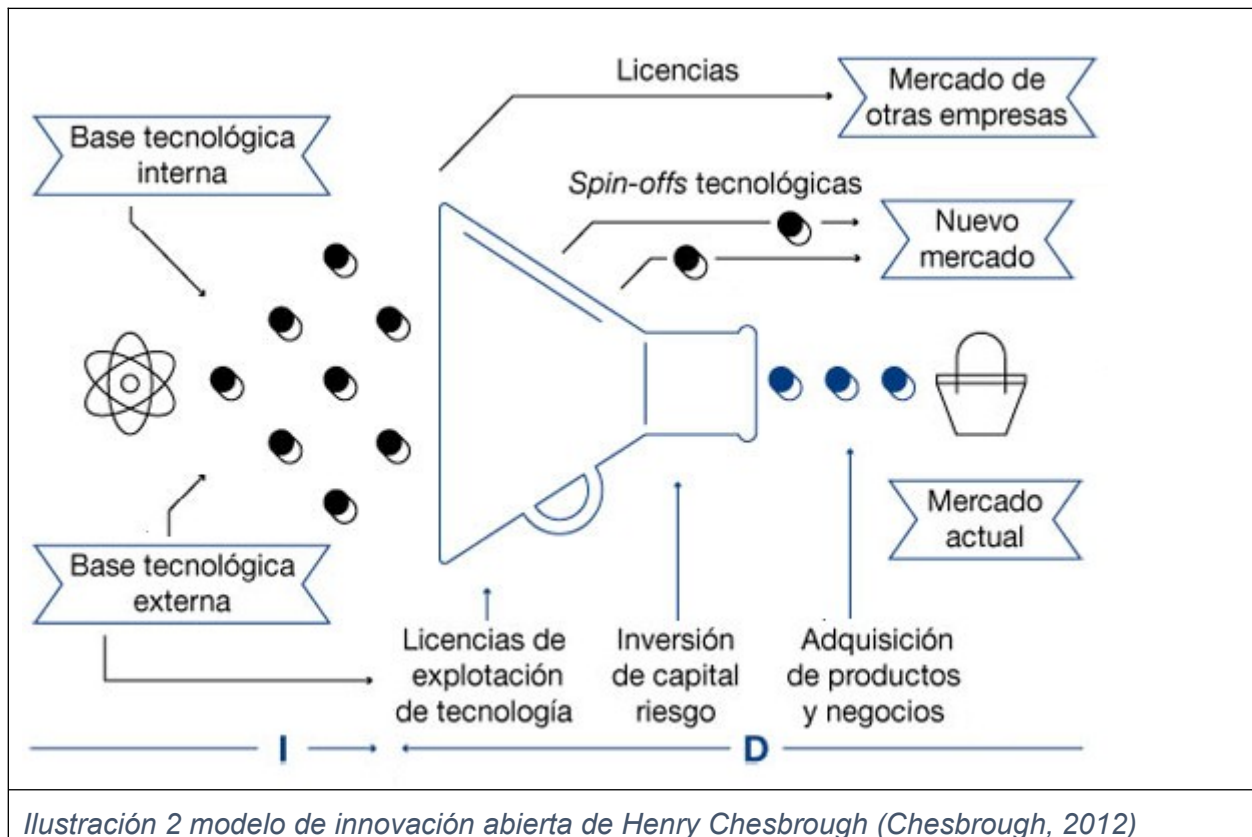 Licencias
Mercado de
otras empresas
Base tecnológica
interna
Spin-offs tecnológicas
Nuevo
mercado
Mercado
actual
Base tecnológica
externa
Licencias de
explotación
de tecnología
Inversión
de capital
riesgo
Adquisición
de productos
y negocios
I
D
Ilustración 2 modelo de innovación abierta de Henry Chesbrough (Chesbrough, 2012)